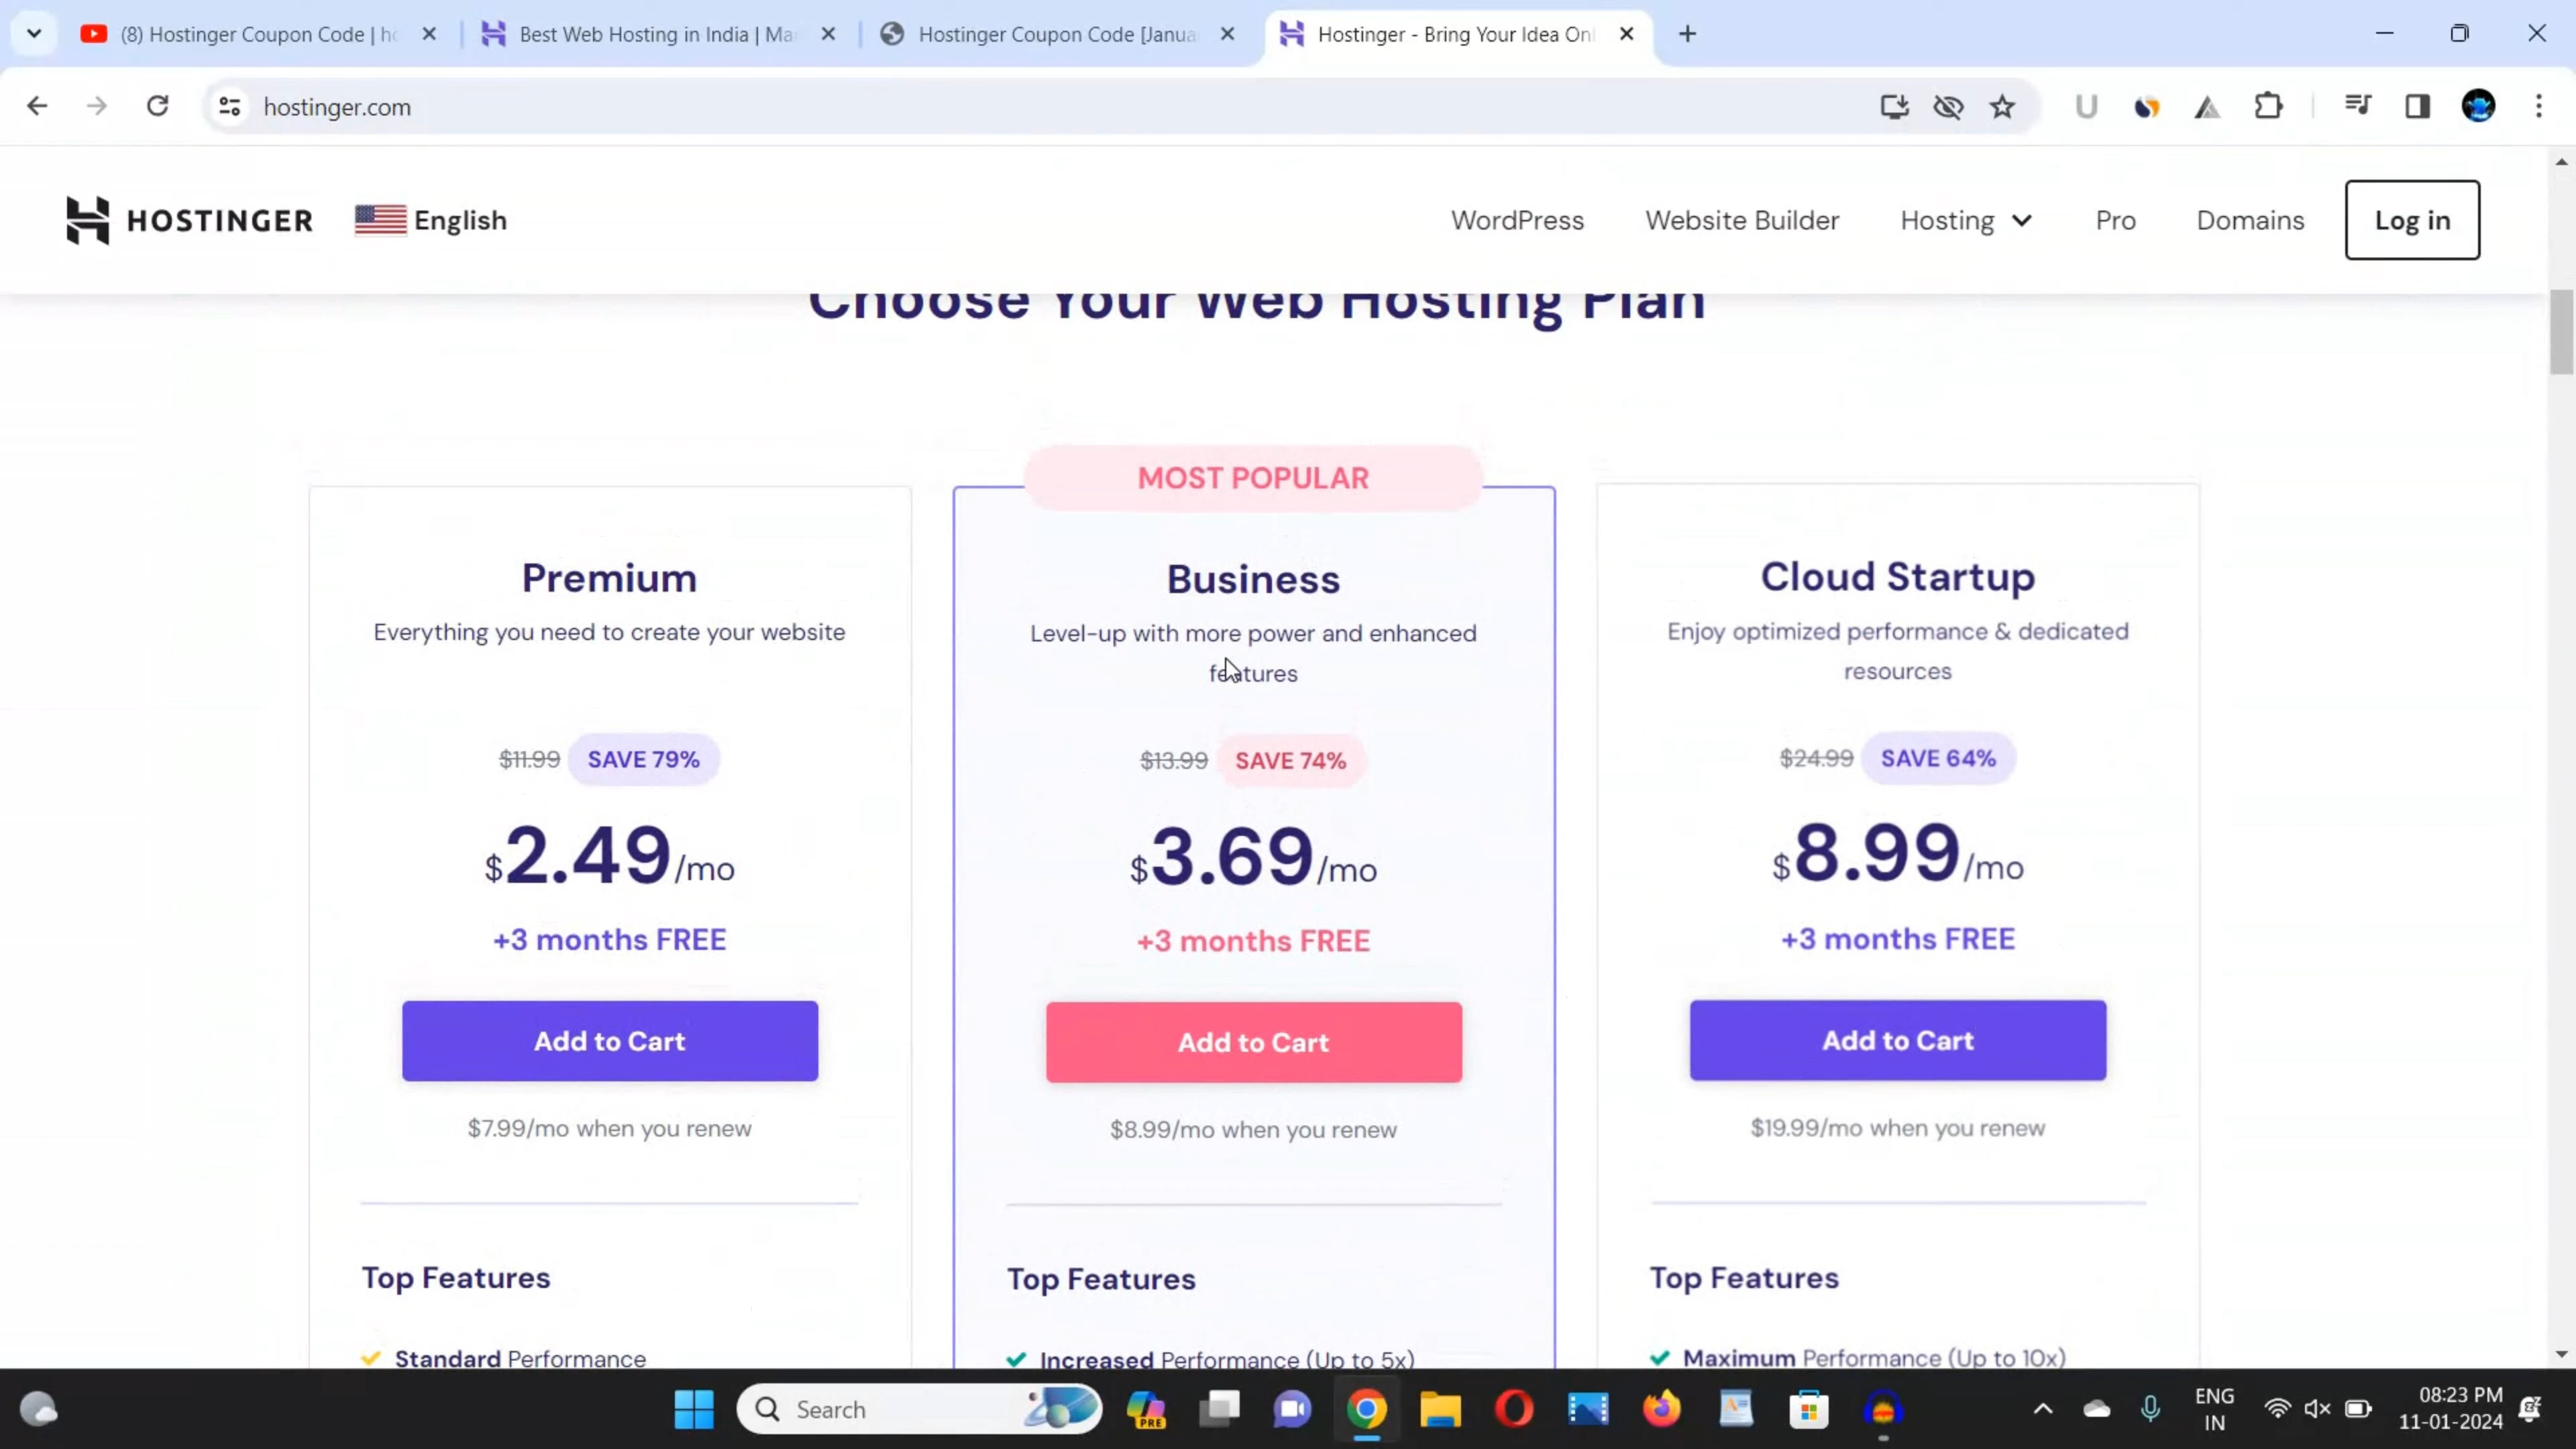 (8) Hostinger Coupon Code | ho
Best Web Hosting in India | Ma
Hostinger Coupon Code [Janua
Hostinger - Bring Your Idea Onl
hostinger.com
HOSTINGER
English
WordPress
Website Builder
Hosting
Pro
Domains
Log in
Choose Your Web Hosting Plan
MOST POPULAR
Premium
Everything you need to create your website
$11.99 SAVE 79%
$2.49/mo
+3 months FREE
Add to Cart
$7.99/mo when you renew
Top Features
Standard Performance
Business
Level-up with more power and enhanced
features
$13.99 SAVE 74%
$3.69/mo
+3 months FREE
Add to Cart
$8.99/mo when you renew
Top Features
Increased Performance (Up to 5x)
Cloud Startup
Enjoy optimized performance & dedicated
resources
$24.99 SAVE 64%
$8.99/mo
+3 months FREE
Add to Cart
$19.99/mo when you renew
Top Features
Maximum Performance (Up to 10x)
Search
PRE
ENG
IN
08:23 PM
11-01-2024